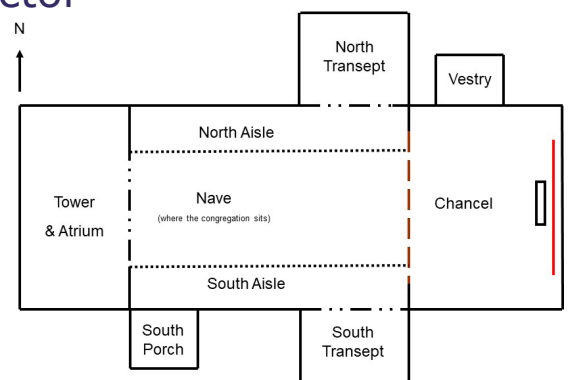 N
North
Transept
Vestry
North Aisle
Tower
& Atrium
Nave
(where the congregation sits)
Chancel
South Aisle
South
Porch
South
Transept